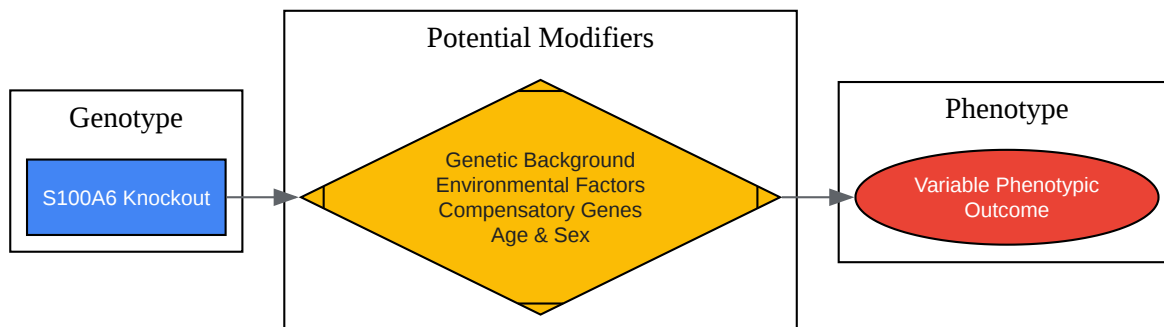 Genotype
S100A6 Knockout
Potential Modifiers
Genetic Background
Environmental Factors
Compensatory Genes
Age & Sex
Phenotype
Variable Phenotypic
Outcome